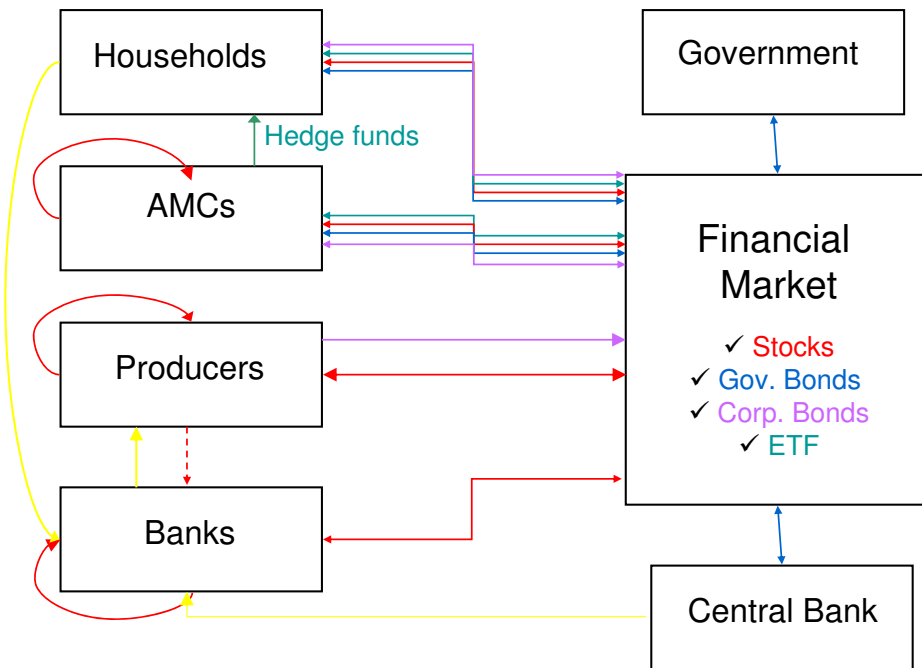 Households
Government
Hedge funds
AMCs
Financial
Market
✓ Stocks
✓ Gov. Bonds
✓ Corp. Bonds
✓ ETF
Producers
Banks
Central Bank